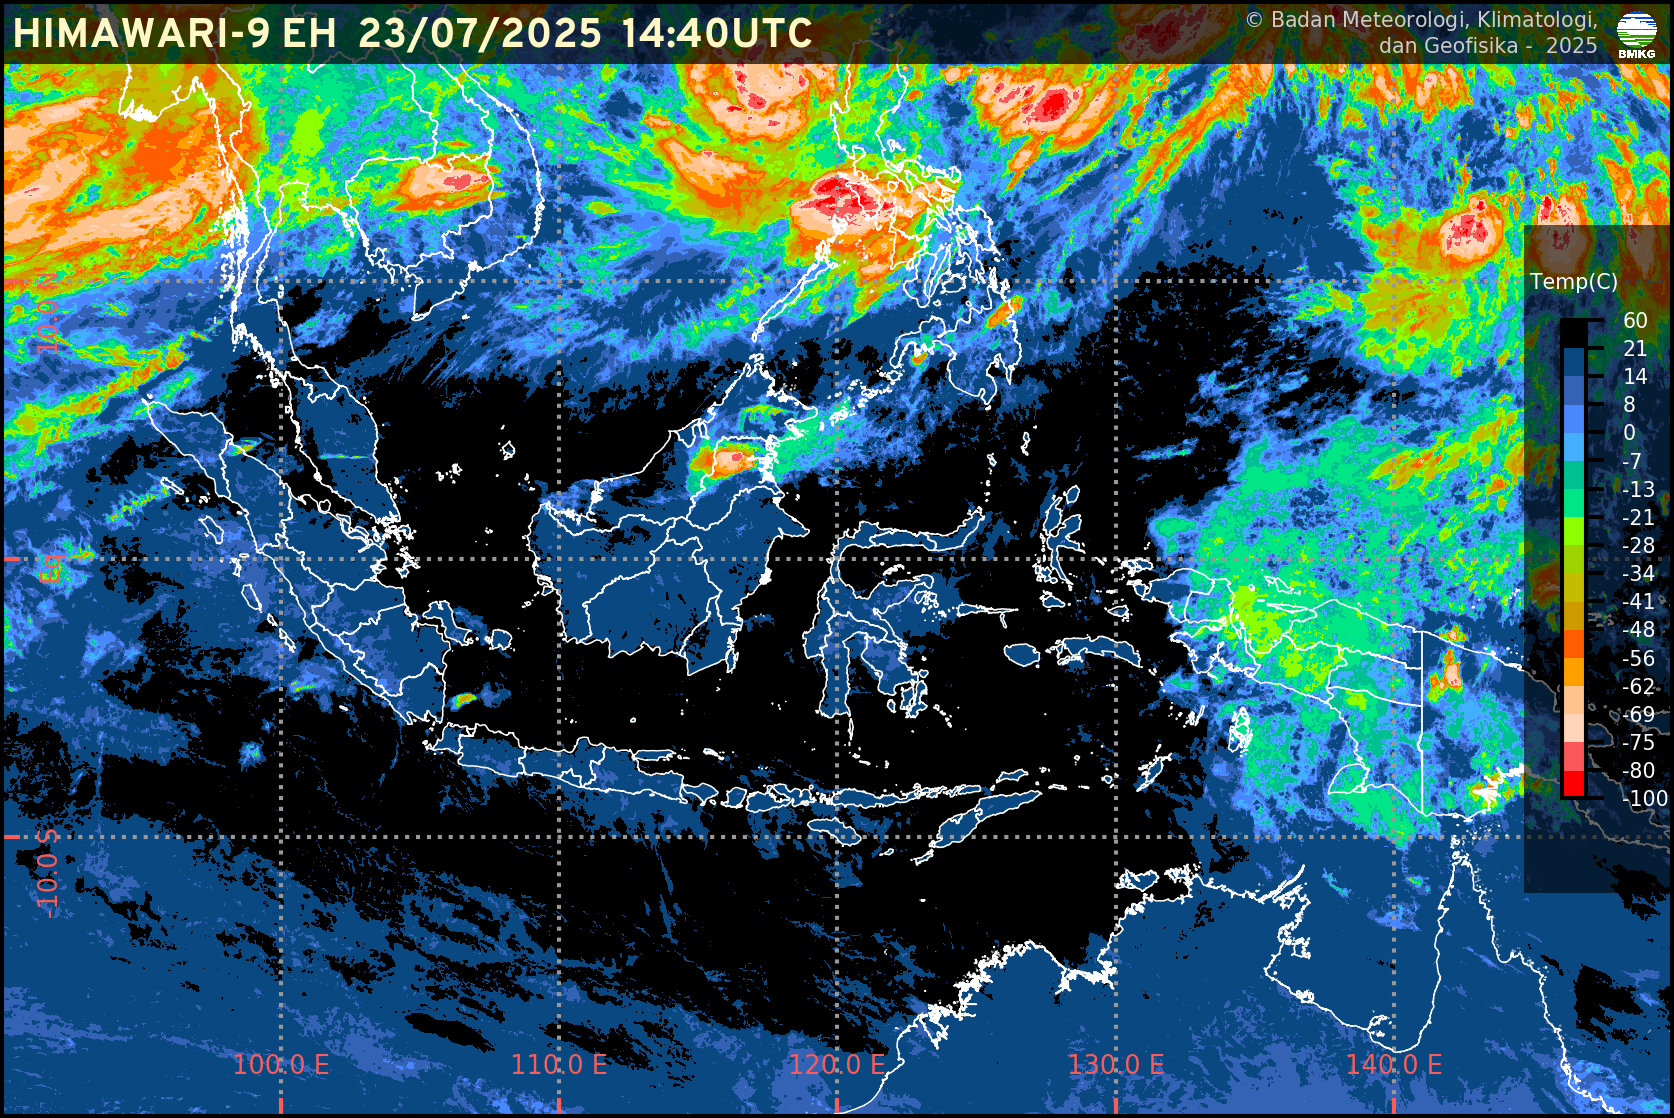 HIMAWARI-9 EH 23/07/2025 14:40UTC
© Badan Meteorologi, Klimatologi,
dan Geofisika - 2025
BMKG
Temp(C)
60
21
14
8
0
-7
-13
-21
-28
-34
-41
-48
-56
-62
-69
-75
-80
-100
10.0 N
Eq
-10.0 S
100.0 E
110.0 E
120.0 E
130.0 E
140.0 E